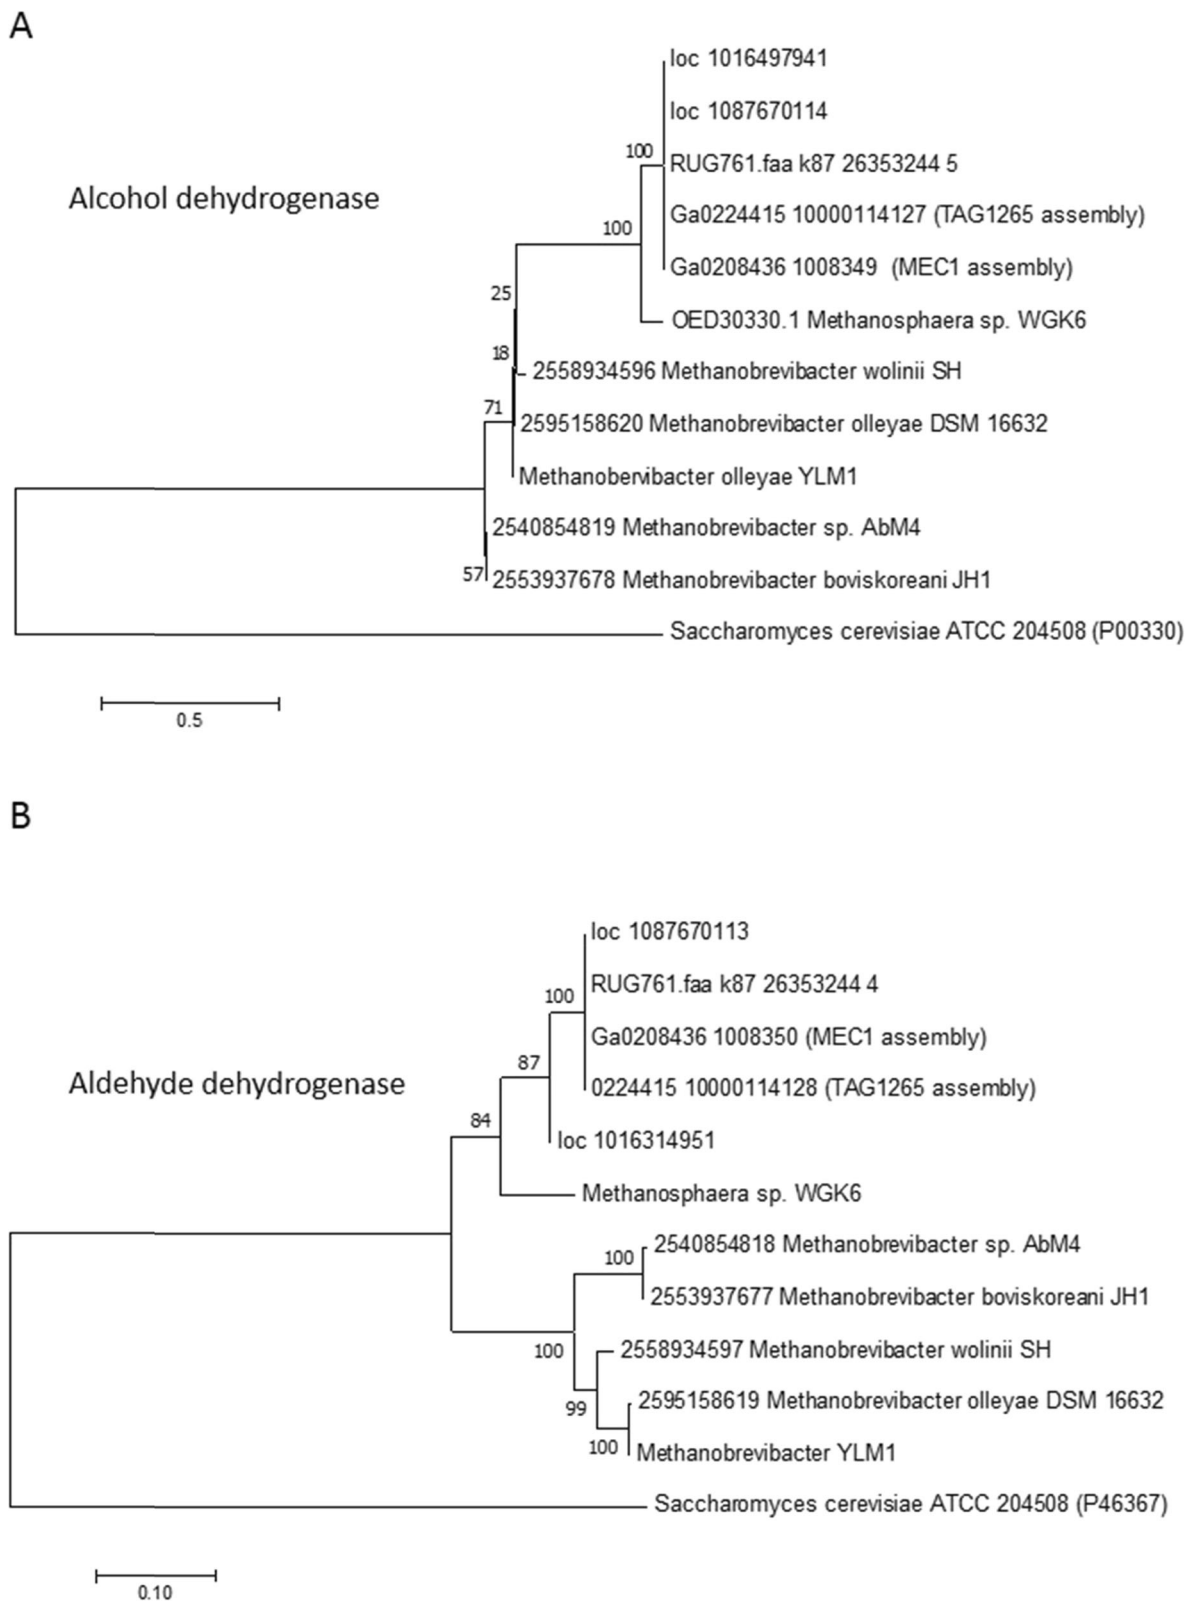 A
loc 1016497941
loc 1087670114
100
RUG761.faa k87 26353244 5
Alcohol dehydrogenase
Ga0224415 10000114127 (TAG1265 assembly)
100
Ga0208436 1008349 (MEC1 assembly)
25
OED30330.1 Methanosphaera sp. WGK6
18
2558934596 Methanobrevibacter wolinii SH
71
2595158620 Methanobrevibacter olleyae DSM 16632
Methanobervibacter olleyae YLM1
2540854819 Methanobrevibacter sp. AbM4
57
2553937678 Methanobrevibacter boviskoreani JH1
Saccharomyces cerevisiae ATCC 204508 (P00330)
0.5
B
loc 1087670113
RUG761.faa k87 26353244 4
100
Ga0208436 1008350 (MEC1 assembly)
87
Aldehyde dehydrogenase
0224415 10000114128 (TAG1265 assembly)
84
loc 1016314951
Methanosphaera sp. WGK6
2540854818 Methanobrevibacter sp. AbM4
100
2553937677 Methanobrevibacter boviskoreani JH1
100
2558934597 Methanobrevibacter wolinii SH
99
2595158619 Methanobrevibacter olleyae DSM 16632
100
Methanobrevibacter YLM1
Saccharomyces cerevisiae ATCC 204508 (P46367)
0.10